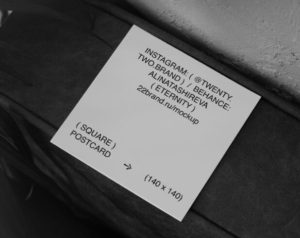 INSTAGRAM: ( @TWENTY.
TWO.BRAND ) / BEHANCE:
ALINATASHIREVA
( ETERNITY )
22brand.ru/mockup
( SQUARE )
POSTCARD
→
(140 x 140)